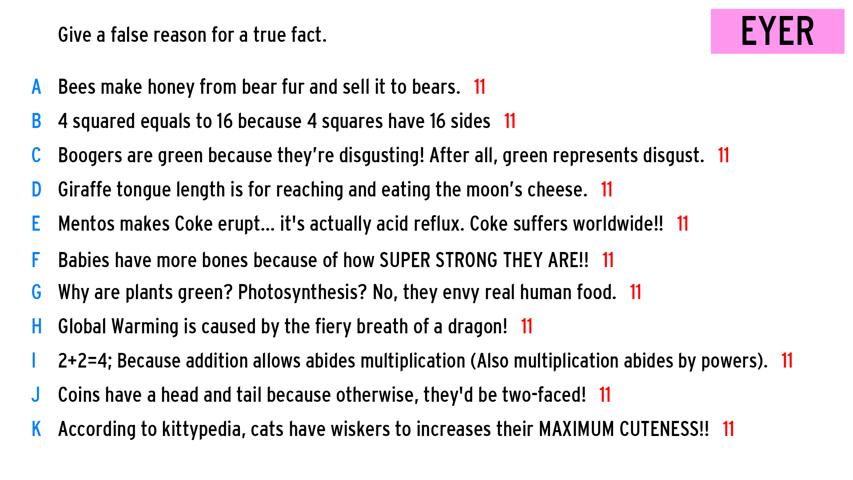 Give a false reason for a true fact.
EYER
A Bees make honey from bear fur and sell it to bears. 11
B 4 squared equals to 16 because 4 squares have 16 sides 11
C Boogers are green because they’re disgusting! After all, green represents disgust. 11
D Giraffe tongue length is for reaching and eating the moon’s cheese. 11
E Mentos makes Coke erupt... it's actually acid reflux. Coke suffers worldwide!! 11
F Babies have more bones because of how SUPER STRONG THEY ARE!! 11
G Why are plants green? Photosynthesis? No, they envy real human food. 11
H Global Warming is caused by the fiery breath of a dragon! 11
I 2+2=4; Because addition allows abides multiplication (Also multiplication abides by powers). 11
J Coins have a head and tail because otherwise, they'd be two-faced! 11
K According to kittypedia, cats have wiskers to increases their MAXIMUM CUTENESS!! 11